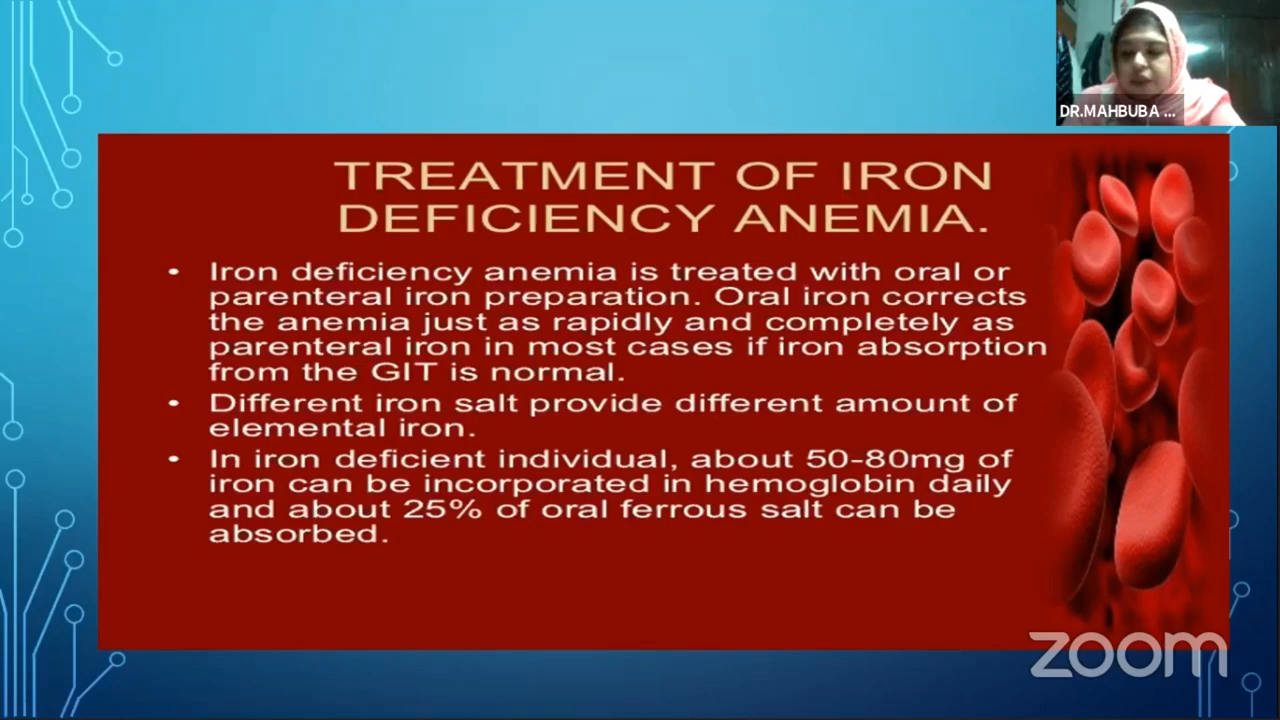 DR.MAHBUBA ...
TREATMENT OF IRON
DEFICIENCY ANEMIA.
• Iron deficiency anemia is treated with oral or
parenteral iron preparation. Oral iron corrects
the anemia just as rapidly and completely as
parenteral iron in most cases if iron absorption
from the GIT is normal.
• Different iron salt provide different amount of
elemental iron.
• In iron deficient individual, about 50-80mg of
iron can be incorporated in hemoglobin daily
and about 25% of oral ferrous salt can be
absorbed.
zoom